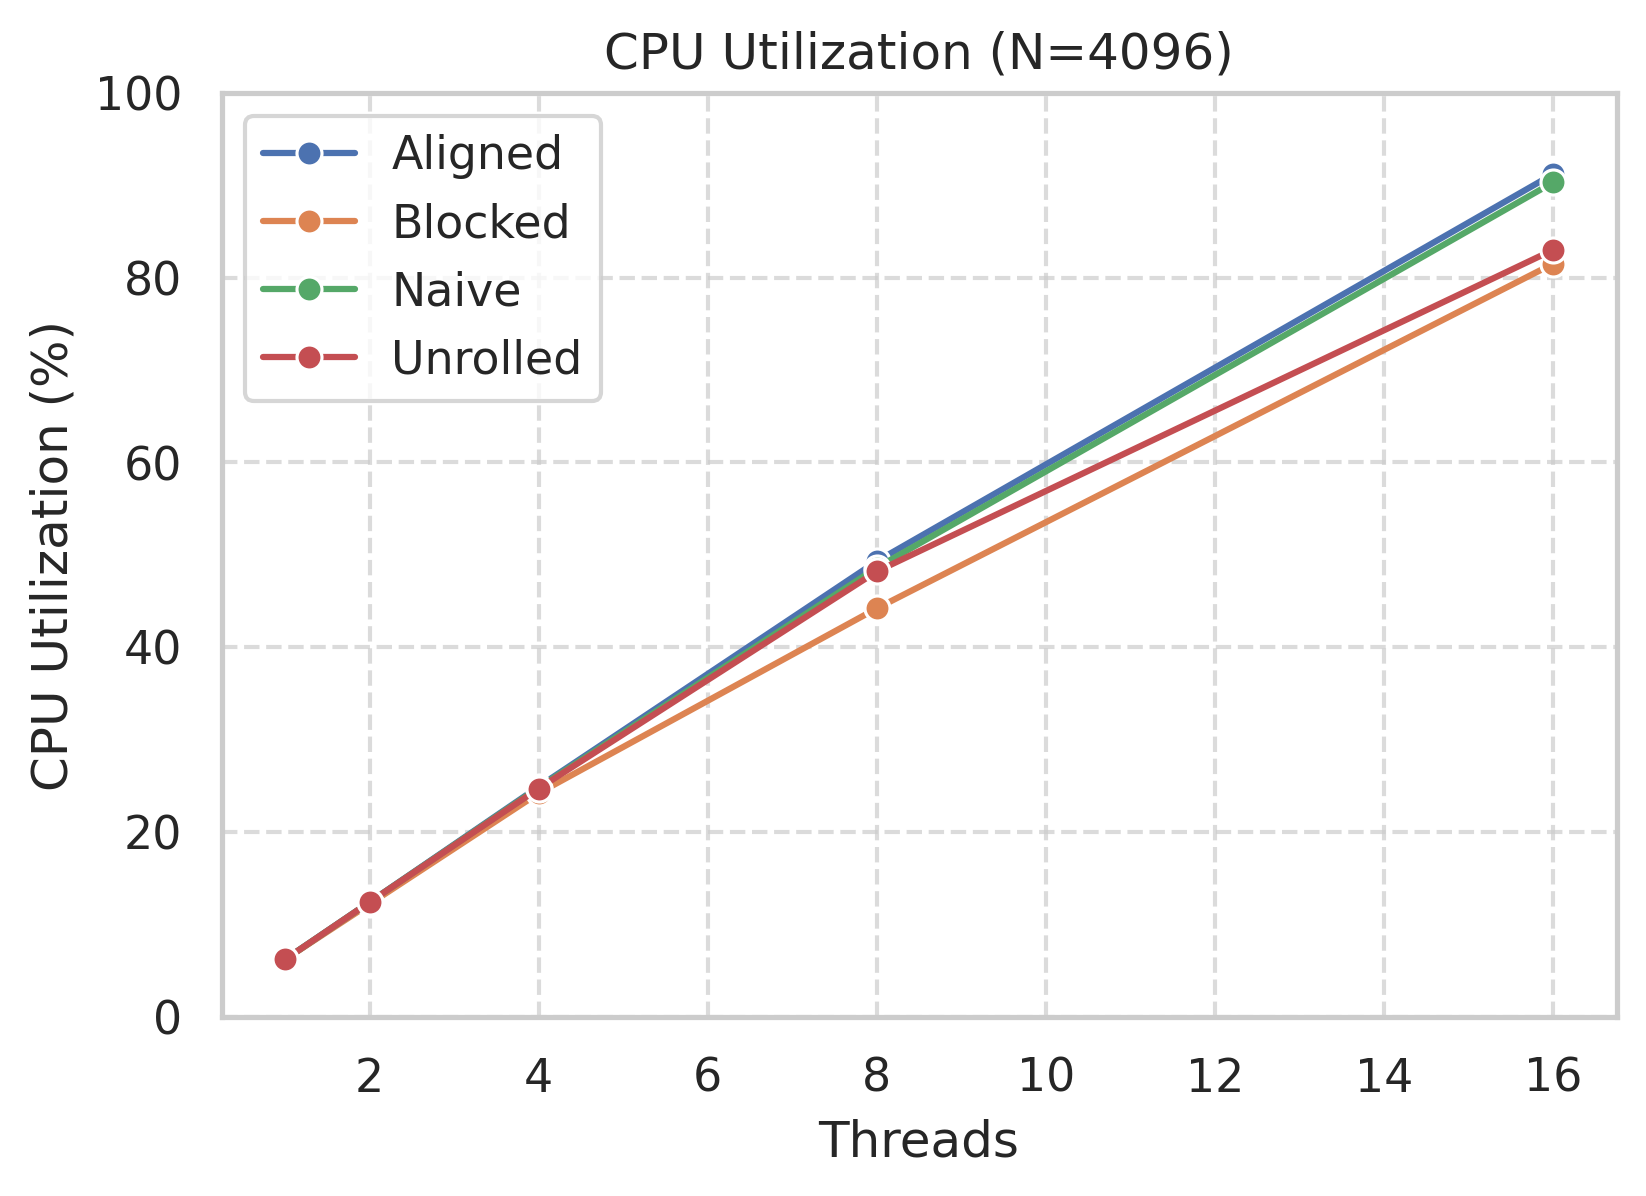 CPU Utilization (N=4096)
100
80
60
40
20
0
CPU Utilization (%)
Aligned
Blocked
Naive
Unrolled
2 4 6 8 10 12 14 16
Threads